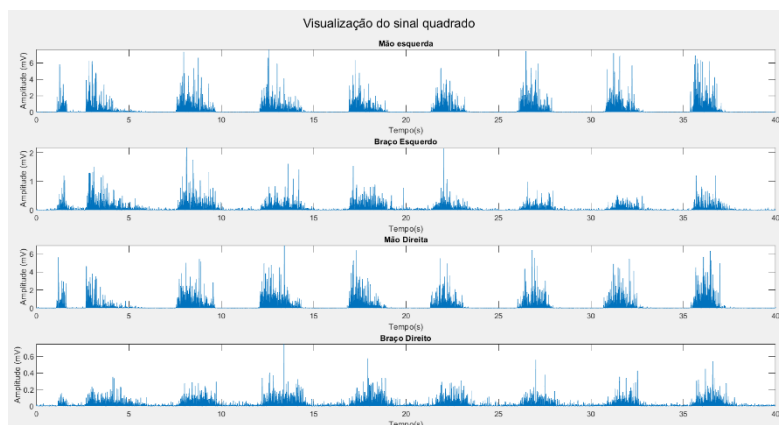 Visualização do sinal quadrado
Mão esquerda
Amplitude (mV)
6
4
2
0
0 5 10 15 20 25 30 35 40
Tempo(s)
Braço Esquerdo
Amplitude (mV)
2
1
0
0 5 10 15 20 25 30 35 40
Tempo(s)
Mão Direita
Amplitude (mV)
6
4
2
0
0 5 10 15 20 25 30 35 40
Tempo(s)
Braço Direito
Amplitude (mV)
0.6
0.4
0.2
0
0 5 10 15 20 25 30 35 40